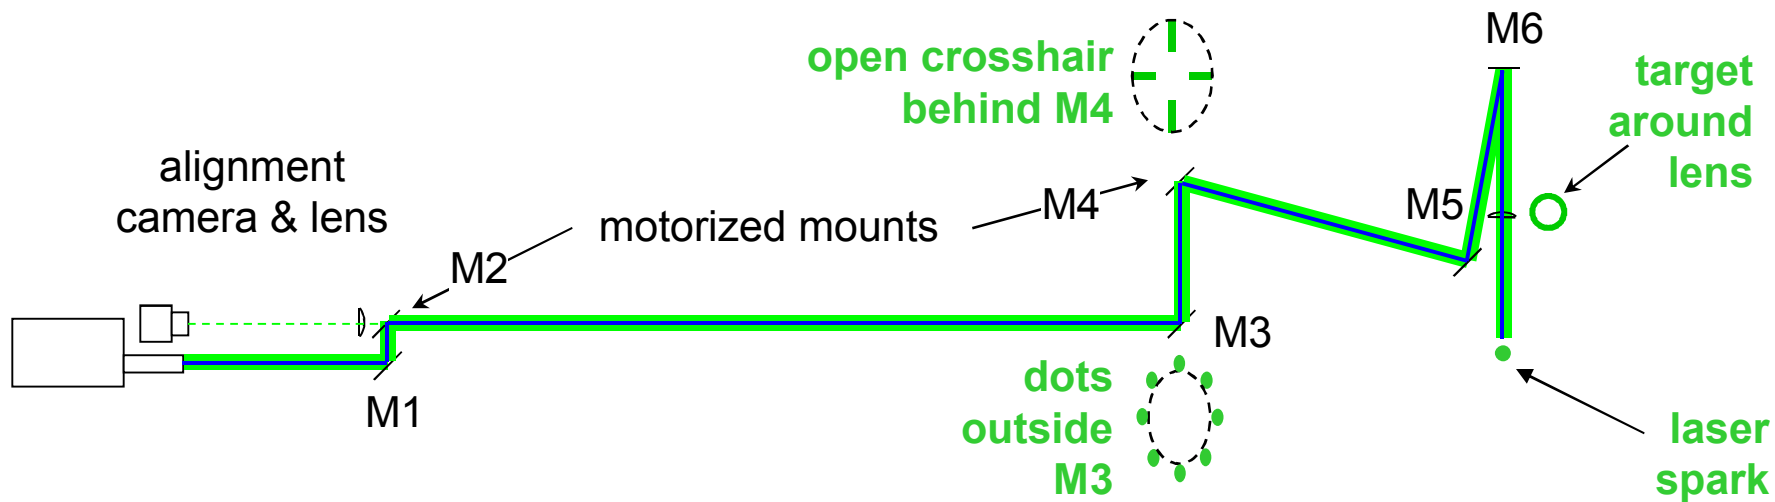 alignment
camera & lens
M2
M1
motorized mounts
open crosshair
behind M4
M4
M3
dots
outside
M3
M5
M6
target
around
lens
laser
spark